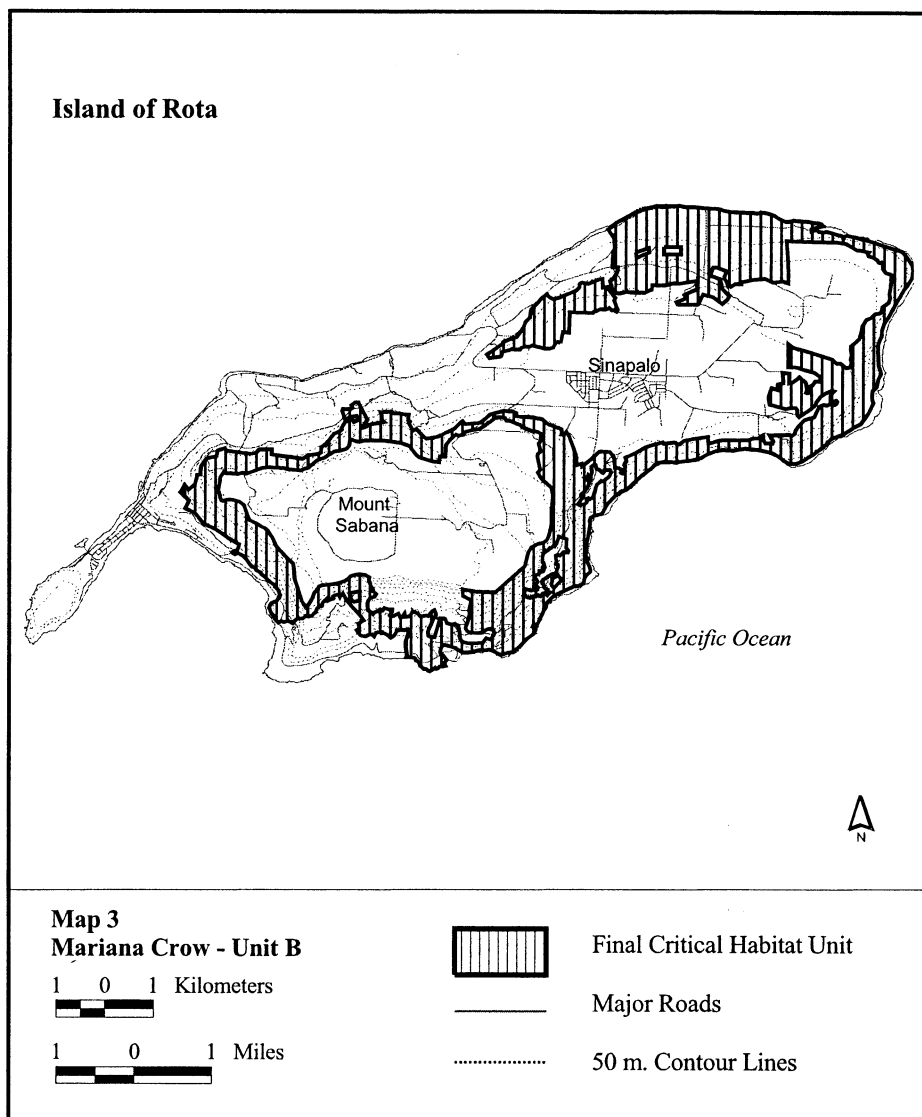 Island of Rota
Sinapalo
Mount
Sabana
Pacific Ocean
N
Map 3
Mariana Crow - Unit B
1 0 1 Kilometers
1 0 1 Miles
Final Critical Habitat Unit
Major Roads
50 m. Contour Lines